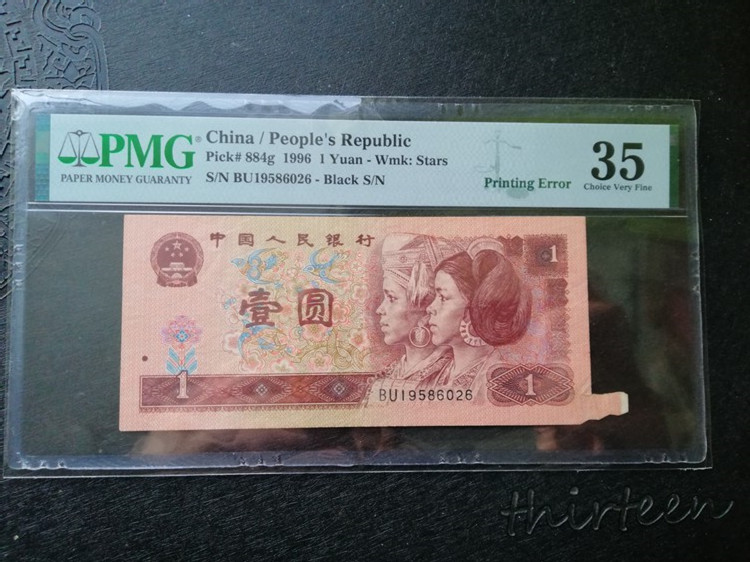 PMG®
PAPER MONEY GUARANTY
China / People's Republic
Pick# 884g 1996 1 Yuan - Wmk: Stars
S/N BU19586026 - Black S/N
Printing Error
35
Choice Very Fine
中国人民银行
1
壹圆
1
BU19586026
1
thirteen